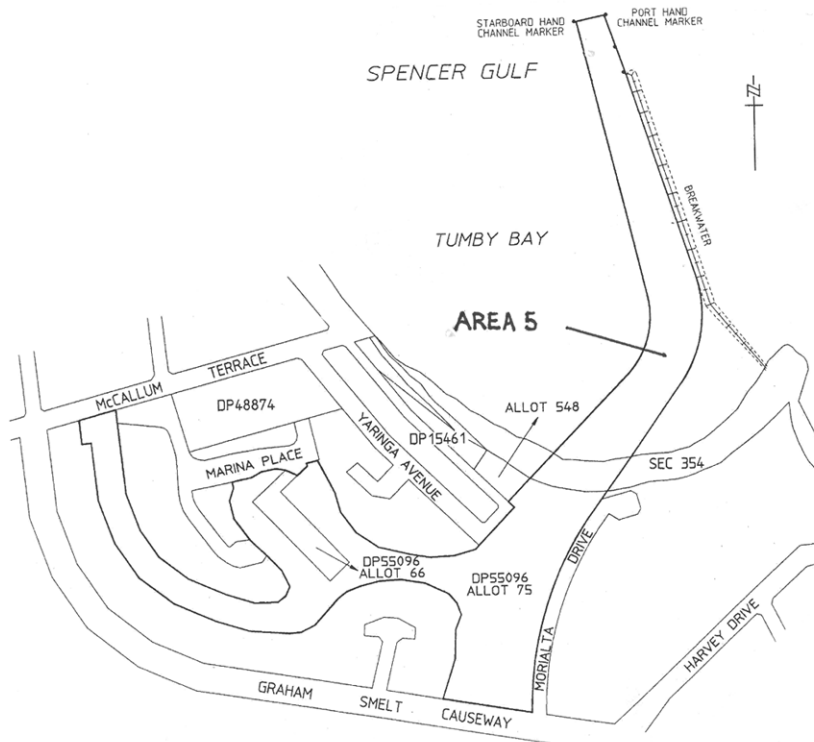 STARBOARD HAND
CHANNEL MARKER
PORT HAND
CHANNEL MARKER
SPENCER GULF
N
BREAKWATER
TUMBY BAY
AREA 5
McCALLUM TERRACE
DP48874
ALLOT 548
DP15461
YARINGA AVENUE
MARINA PLACE
SEC 354
DP55096
ALLOT 66
DP55096
ALLOT 75
MORIALTA DRIVE
HARVEY DRIVE
GRAHAM SMELT CAUSEWAY